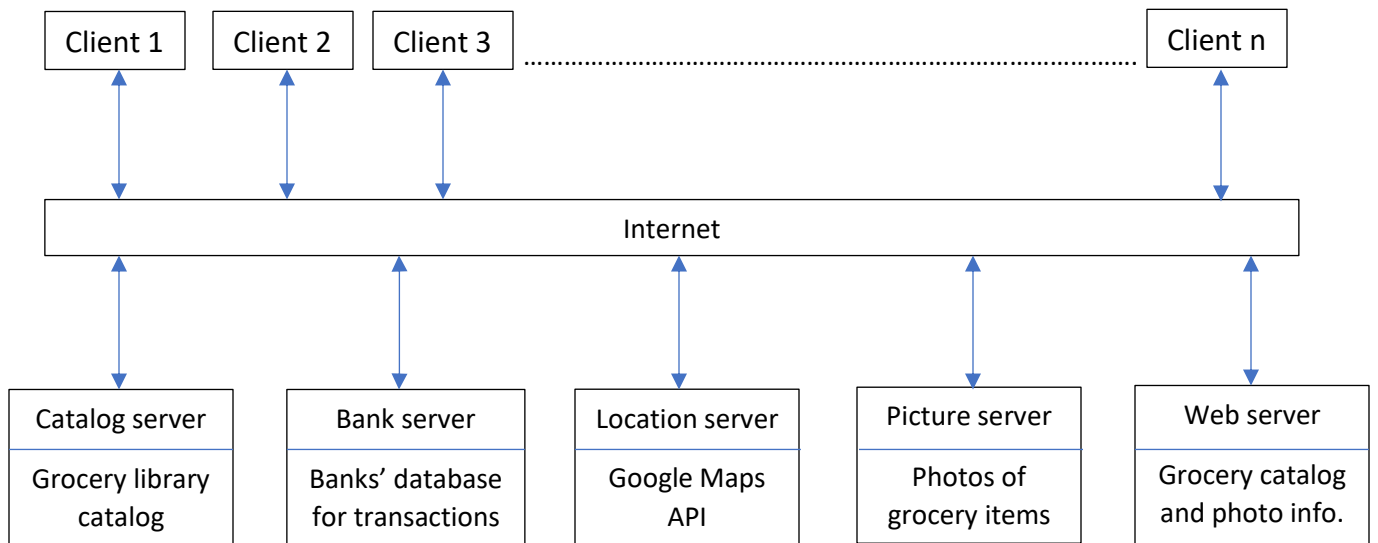 Client 1
Client 2
Client 3
……………………………………………………………………………….
Client n
Internet
Catalog server
Grocery library
catalog
Bank server
Banks’ database
for transactions
Location server
Google Maps
API
Picture server
Photos of
grocery items
Web server
Grocery catalog
and photo info.